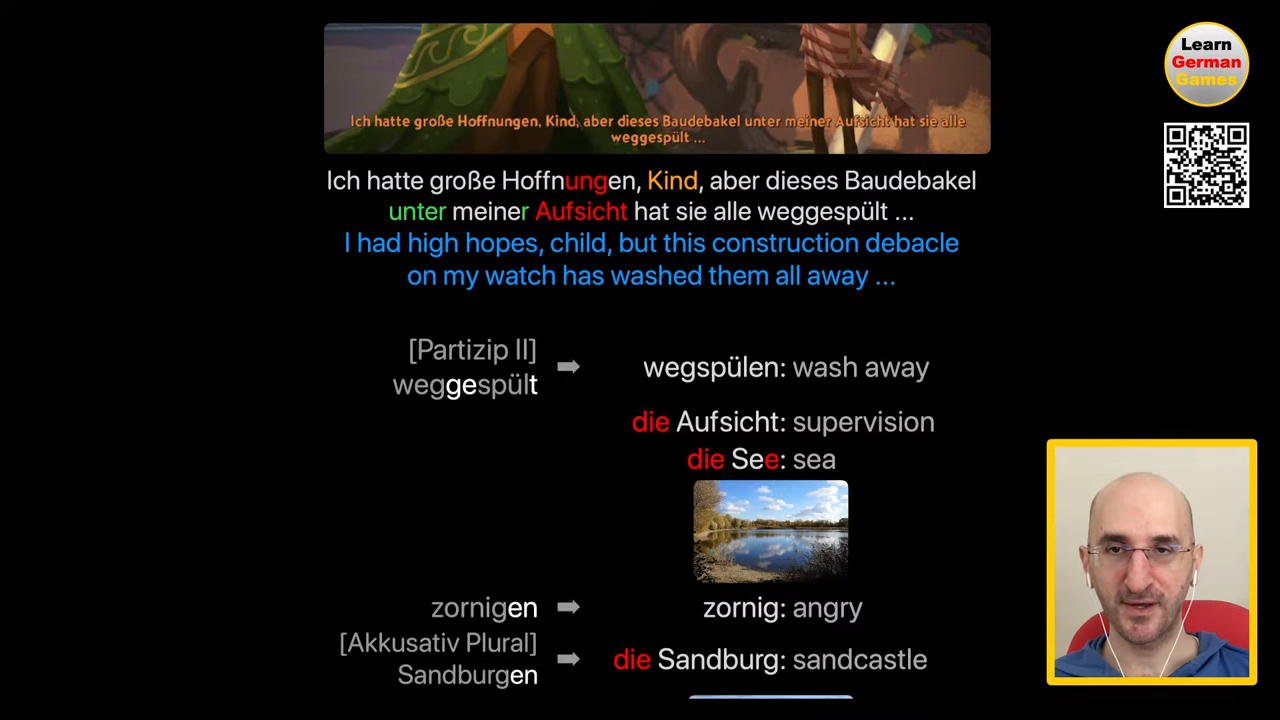 Learn
German
Games
Ich hatte große Hoffnungen, Kind, aber dieses Baudebakel unter meiner Aufsicht hat sie alle
weggespült ...
Ich hatte große Hoffnungen, Kind, aber dieses Baudebakel
unter meiner Aufsicht hat sie alle weggespült ...
I had high hopes, child, but this construction debacle
on my watch has washed them all away ...
[Partizip II]
weggespült ➡ wegspülen: wash away
die Aufsicht: supervision
die See: sea
zornigen ➡ zornig: angry
[Akkusativ Plural]
Sandburgen ➡ die Sandburg: sandcastle